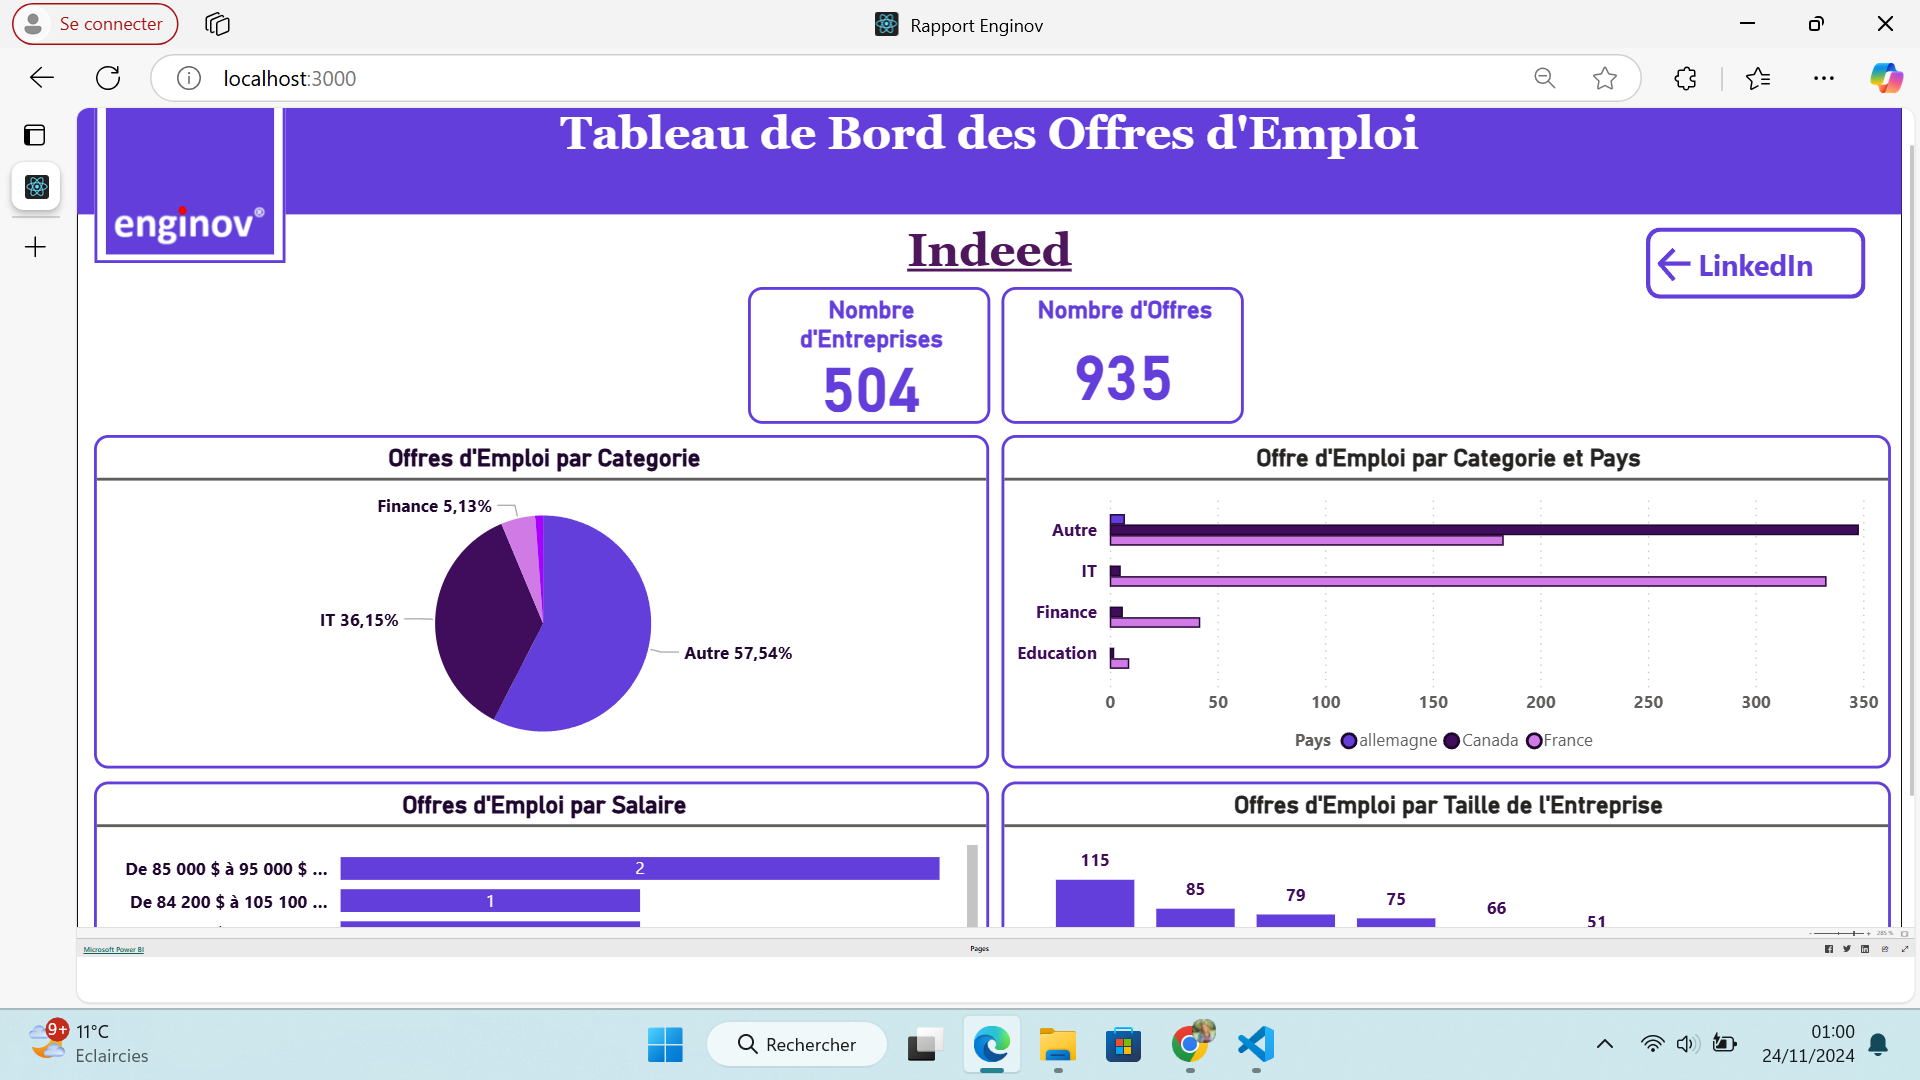 Se connecter
Rapport Enginov
localhost:3000
Tableau de Bord des Offres d'Emploi
enginov®
Indeed
LinkedIn
Nombre
d'Entreprises
504
Nombre d'Offres
935
Offres d'Emploi par Categorie
Finance 5,13%
IT 36,15%
Autre 57,54%
Offre d'Emploi par Categorie et Pays
Autre
IT
Finance
Education
0 50 100 150 200 250 300 350
Pays allemagne Canada France
Offres d'Emploi par Salaire
De 85 000 $ à 95 000 $ ...
2
De 84 200 $ à 105 100 ...
1
Offres d'Emploi par Taille de l'Entreprise
115
85
79
75
66
51
- + 285 %
Microsoft Power BI
Pages
9+
11°C
Eclaircies
Rechercher
01:00
24/11/2024